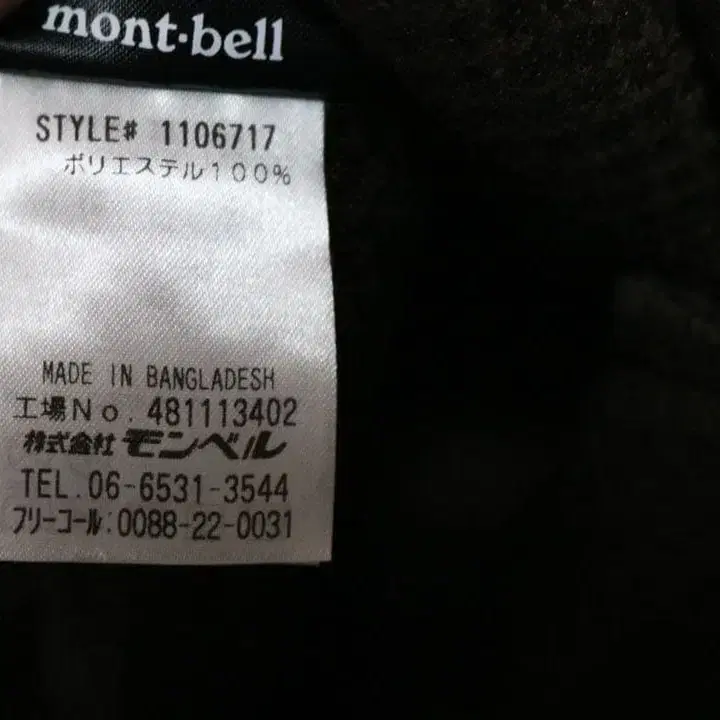 mont-bell
STYLE# 1106717
ポリエステル100%
MADE IN BANGLADESH
工場No. 481113402
株式会社 モンベル
TEL.06-6531-3544
フリーコール:0088-22-0031